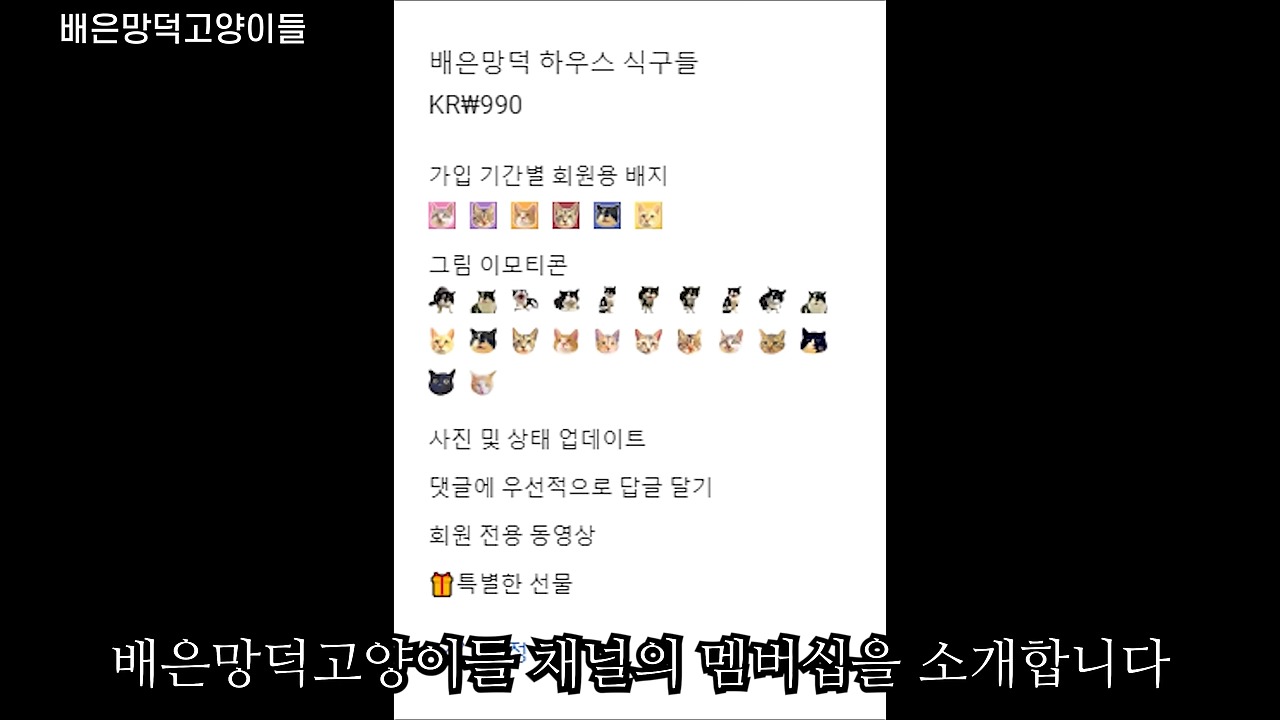 배은망덕고양이들
배은망덕 하우스 식구들
KR₩990
가입 기간별 회원용 배지
그림 이모티콘
사진 및 상태 업데이트
댓글에 우선적으로 답글 달기
회원 전용 동영상
특별한 선물
배은망덕고양이들 채널의 멤버십을 소개합니다